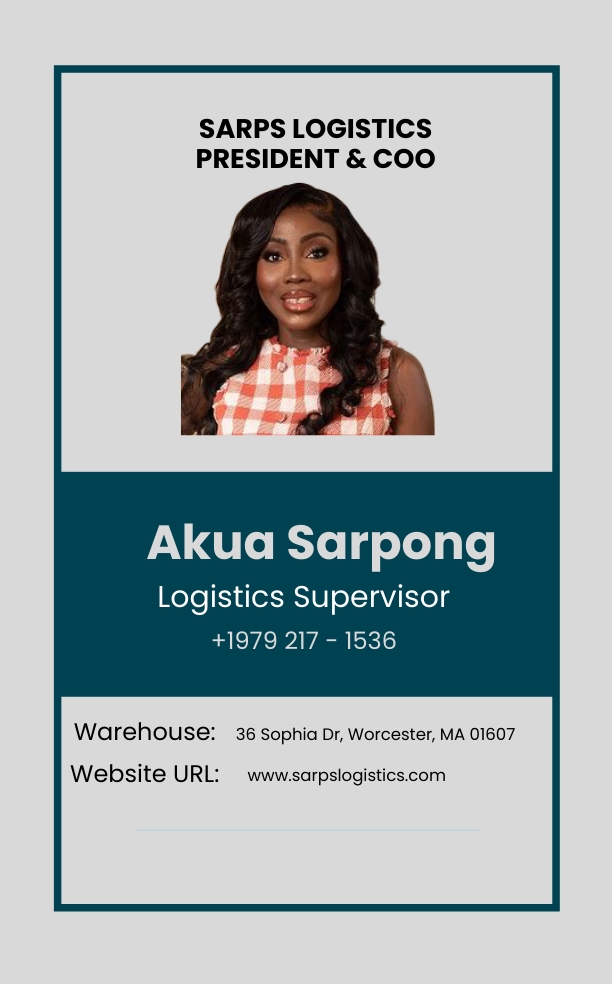 SARPS LOGISTICS
PRESIDENT & COO
Akua Sarpong
Logistics Supervisor
+1979 217 - 1536
Warehouse: 36 Sophia Dr, Worcester, MA 01607
Website URL: www.sarpslogistics.com